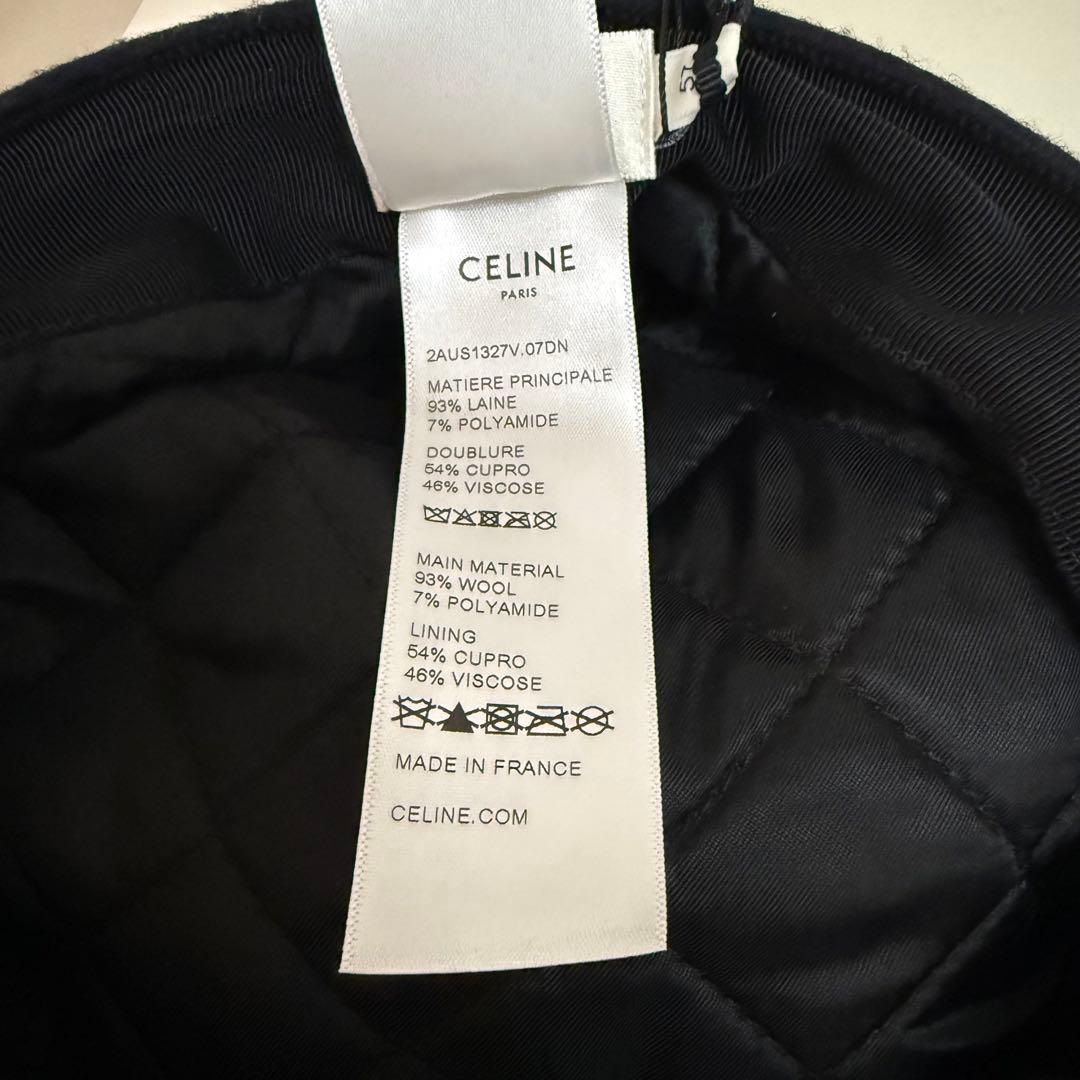 CELINE
PARIS
2AUS1327V.07DN
MATIERE PRINCIPALE
93% LAINE
7% POLYAMIDE
DOUBLURE
54% CUPRO
46% VISCOSE
MAIN MATERIAL
93% WOOL
7% POLYAMIDE
LINING
54% CUPRO
46% VISCOSE
MADE IN FRANCE
CELINE.COM